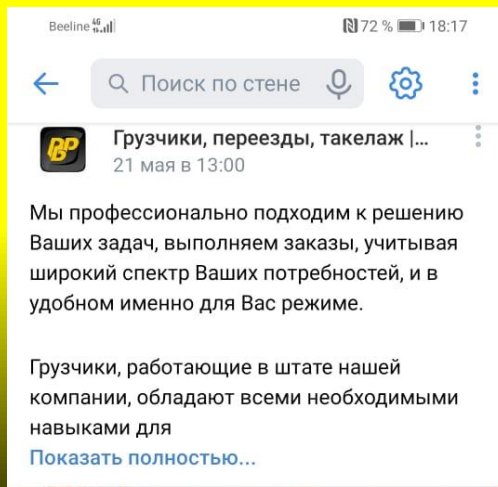 Beeline 4G 72 % 18:17
Поиск по стене
Грузчики, переезды, такелаж |...
21 мая в 13:00
Мы профессионально подходим к решению
Ваших задач, выполняем заказы, учитывая
широкий спектр Ваших потребностей, и в
удобном именно для Вас режиме.
Грузчики, работающие в штате нашей
компании, обладают всеми необходимыми
навыками для
Показать полностью...